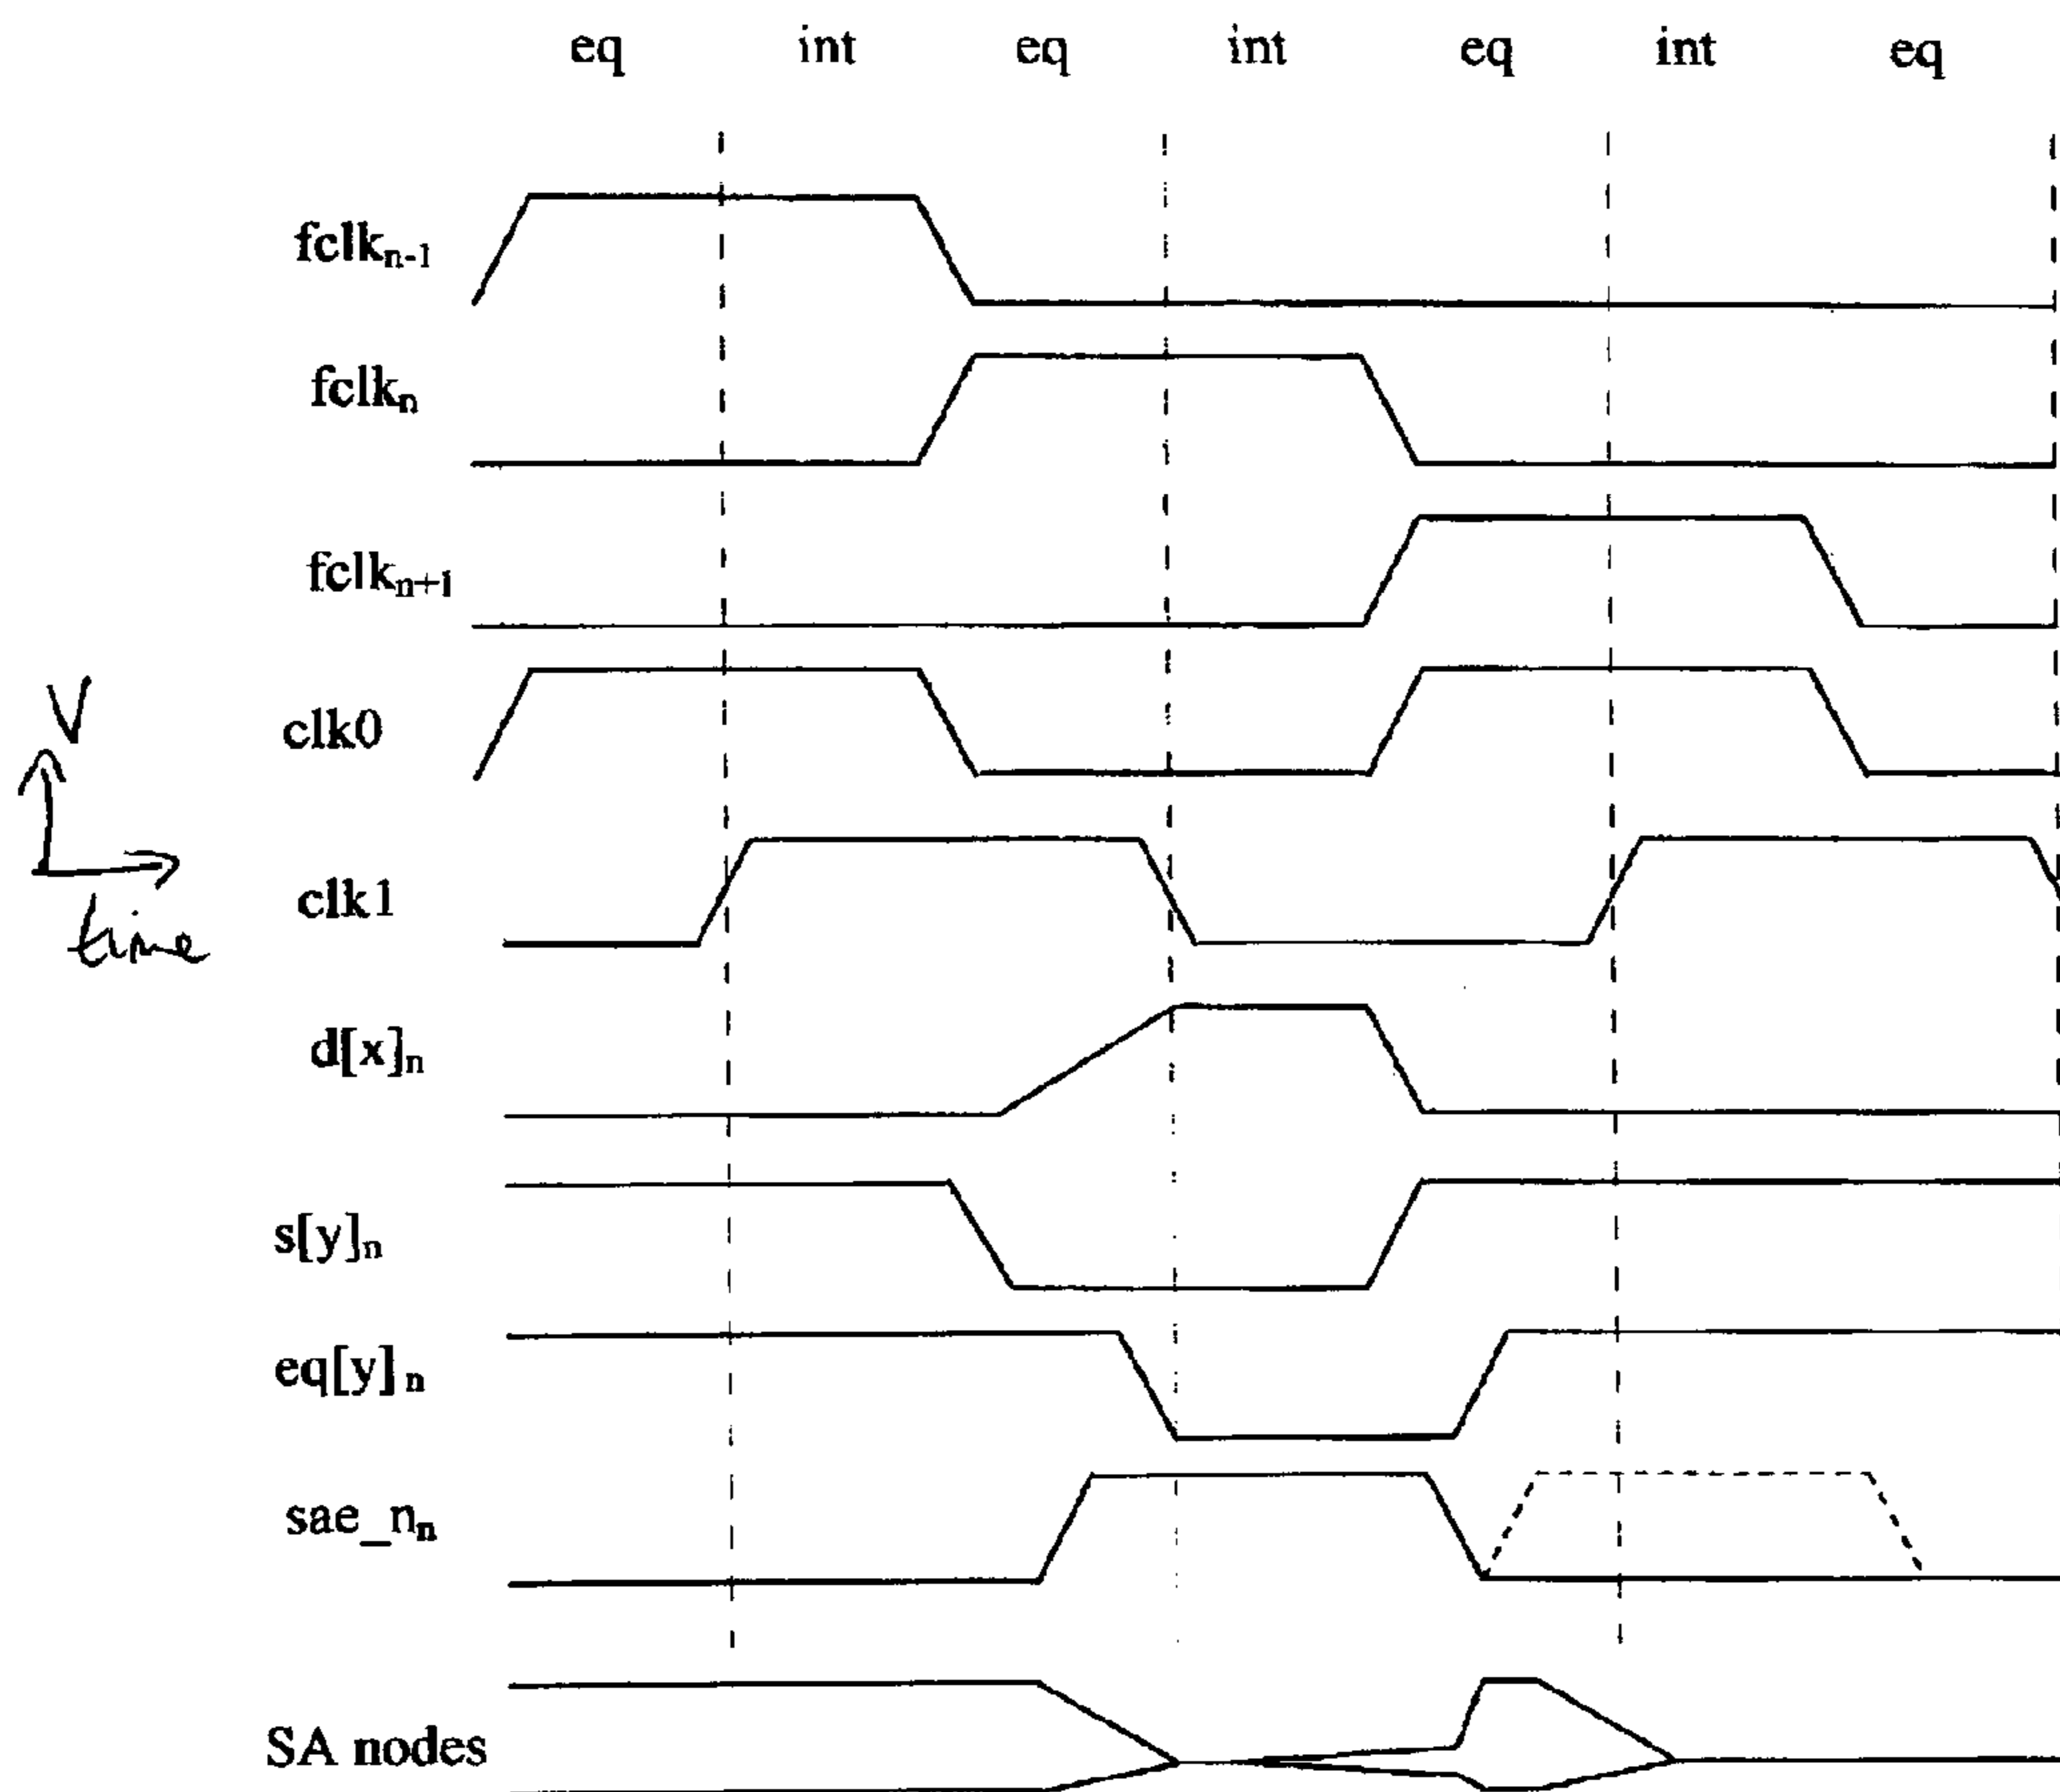 eq int eq int eq int eq
fclkn-1
fclkn
fclkn+1
V
clk0
clk1
time
d[x]n
s[y]n
eq[y]n
sae_nn
SA nodes